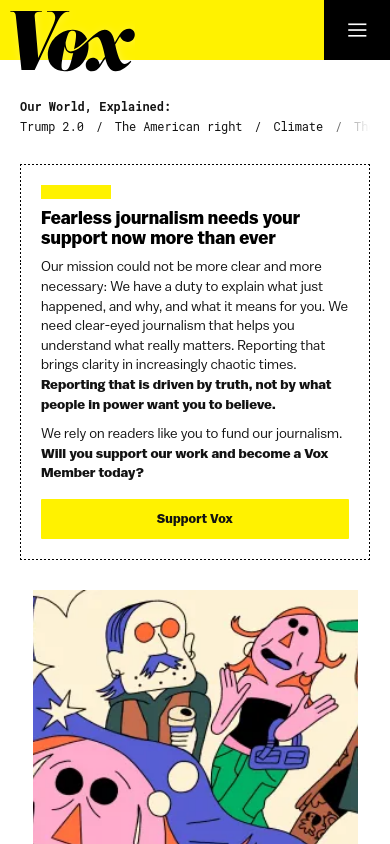 Vox
Our World, Explained:
Trump 2.0 / The American right / Climate / Th
Fearless journalism needs your
support now more than ever
Our mission could not be more clear and more
necessary: We have a duty to explain what just
happened, and why, and what it means for you. We
need clear-eyed journalism that helps you
understand what really matters. Reporting that
brings clarity in increasingly chaotic times.
Reporting that is driven by truth, not by what
people in power want you to believe.
We rely on readers like you to fund our journalism.
Will you support our work and become a Vox
Member today?
Support Vox